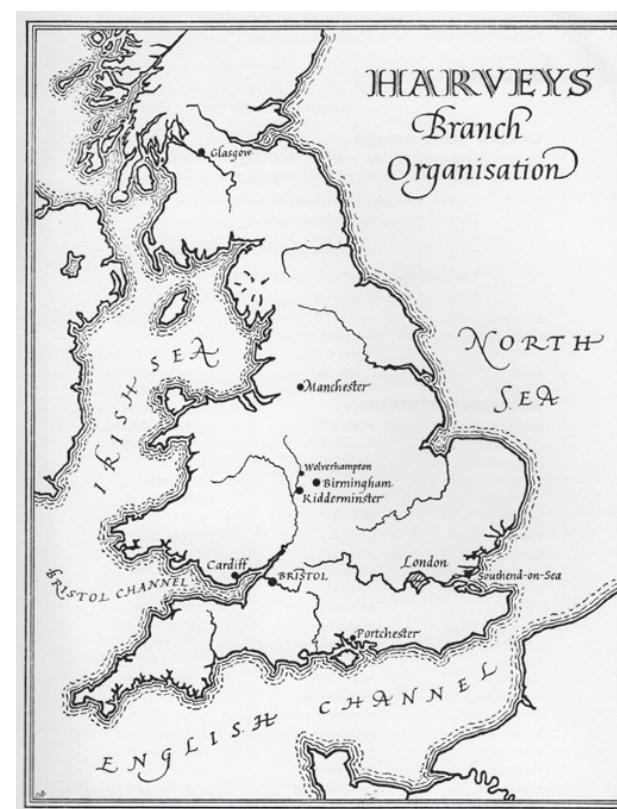 HARVEYS
Branch
Organisation
Glasgow
NORTH
SEA
IRISH SEA
Manchester
Wolverhampton
Birmingham
Kidderminster
Cardiff
BRISTOL
BRISTOL CHANNEL
London
Southend-on-Sea
Portchester
ENGLISH CHANNEL